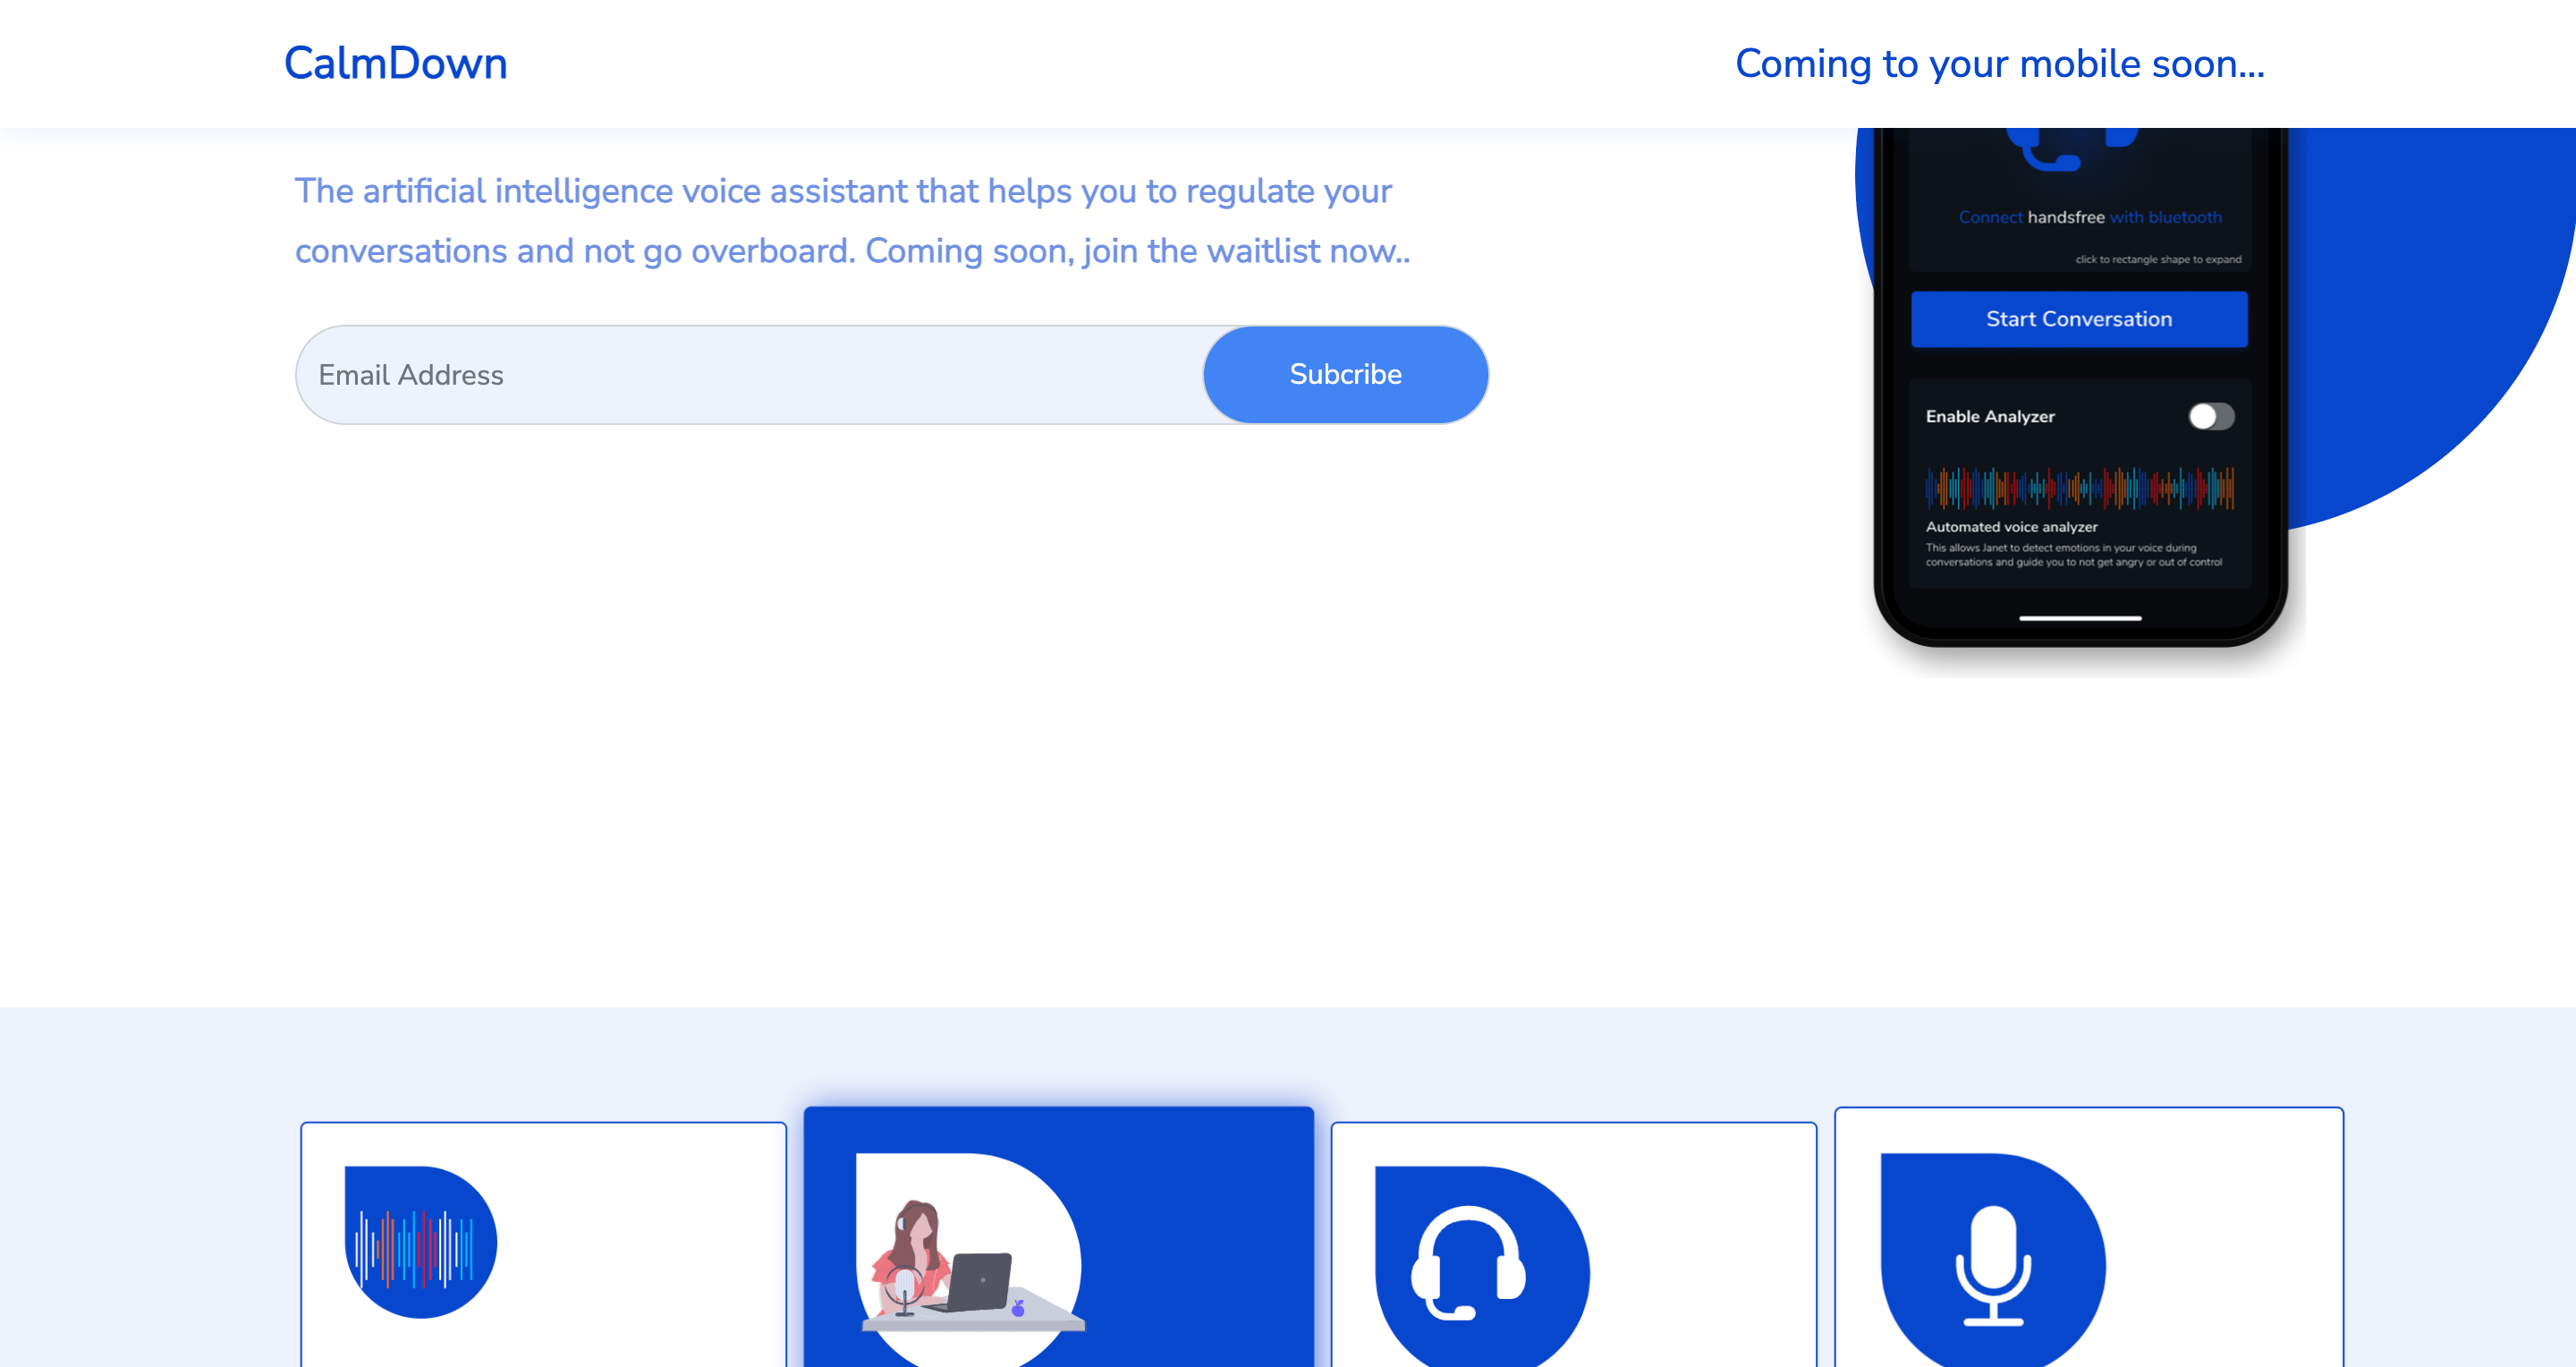 CalmDown
Coming to your mobile soon...
The artificial intelligence voice assistant that helps you to regulate your
conversations and not go overboard. Coming soon, join the waitlist now..
Email Address
Subcribe
Connect handsfree with bluetooth
click to rectangle shape to expand
Start Conversation
Enable Analyzer
Automated voice analyzer
This allows Janet to detect emotions in your voice during
conversations and guide you to not get angry or out of control